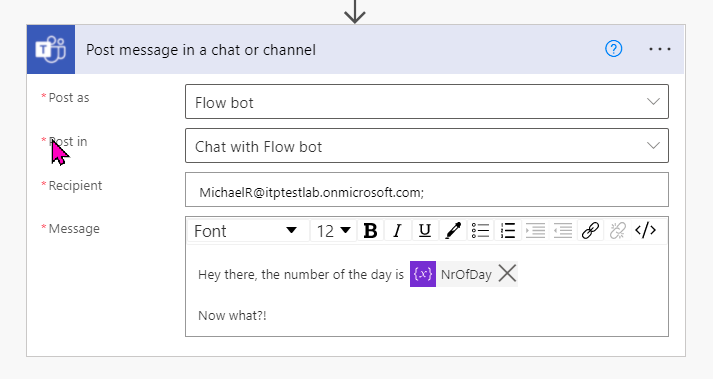 Post message in a chat or channel
* Post as
Flow bot
* Post in
Chat with Flow bot
* Recipient
MichaelR@itptestlab.onmicrosoft.com;
* Message
Font 12 B I U </>
Hey there, the number of the day is {x} NrOfDay
Now what?!